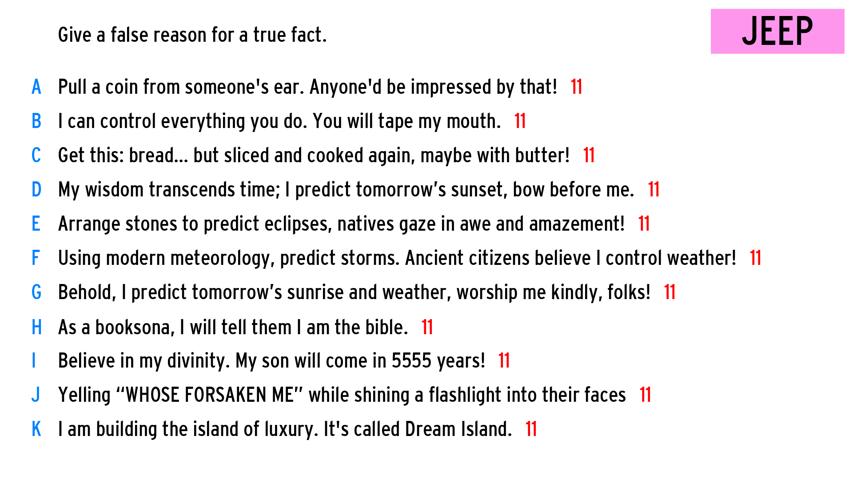 Give a false reason for a true fact.
JEEP
A Pull a coin from someone's ear. Anyone'd be impressed by that! 11
B I can control everything you do. You will tape my mouth. 11
C Get this: bread... but sliced and cooked again, maybe with butter! 11
D My wisdom transcends time; I predict tomorrow’s sunset, bow before me. 11
E Arrange stones to predict eclipses, natives gaze in awe and amazement! 11
F Using modern meteorology, predict storms. Ancient citizens believe I control weather! 11
G Behold, I predict tomorrow’s sunrise and weather, worship me kindly, folks! 11
H As a booksona, I will tell them I am the bible. 11
I Believe in my divinity. My son will come in 5555 years! 11
J Yelling “WHOSE FORSAKEN ME” while shining a flashlight into their faces 11
K I am building the island of luxury. It's called Dream Island. 11